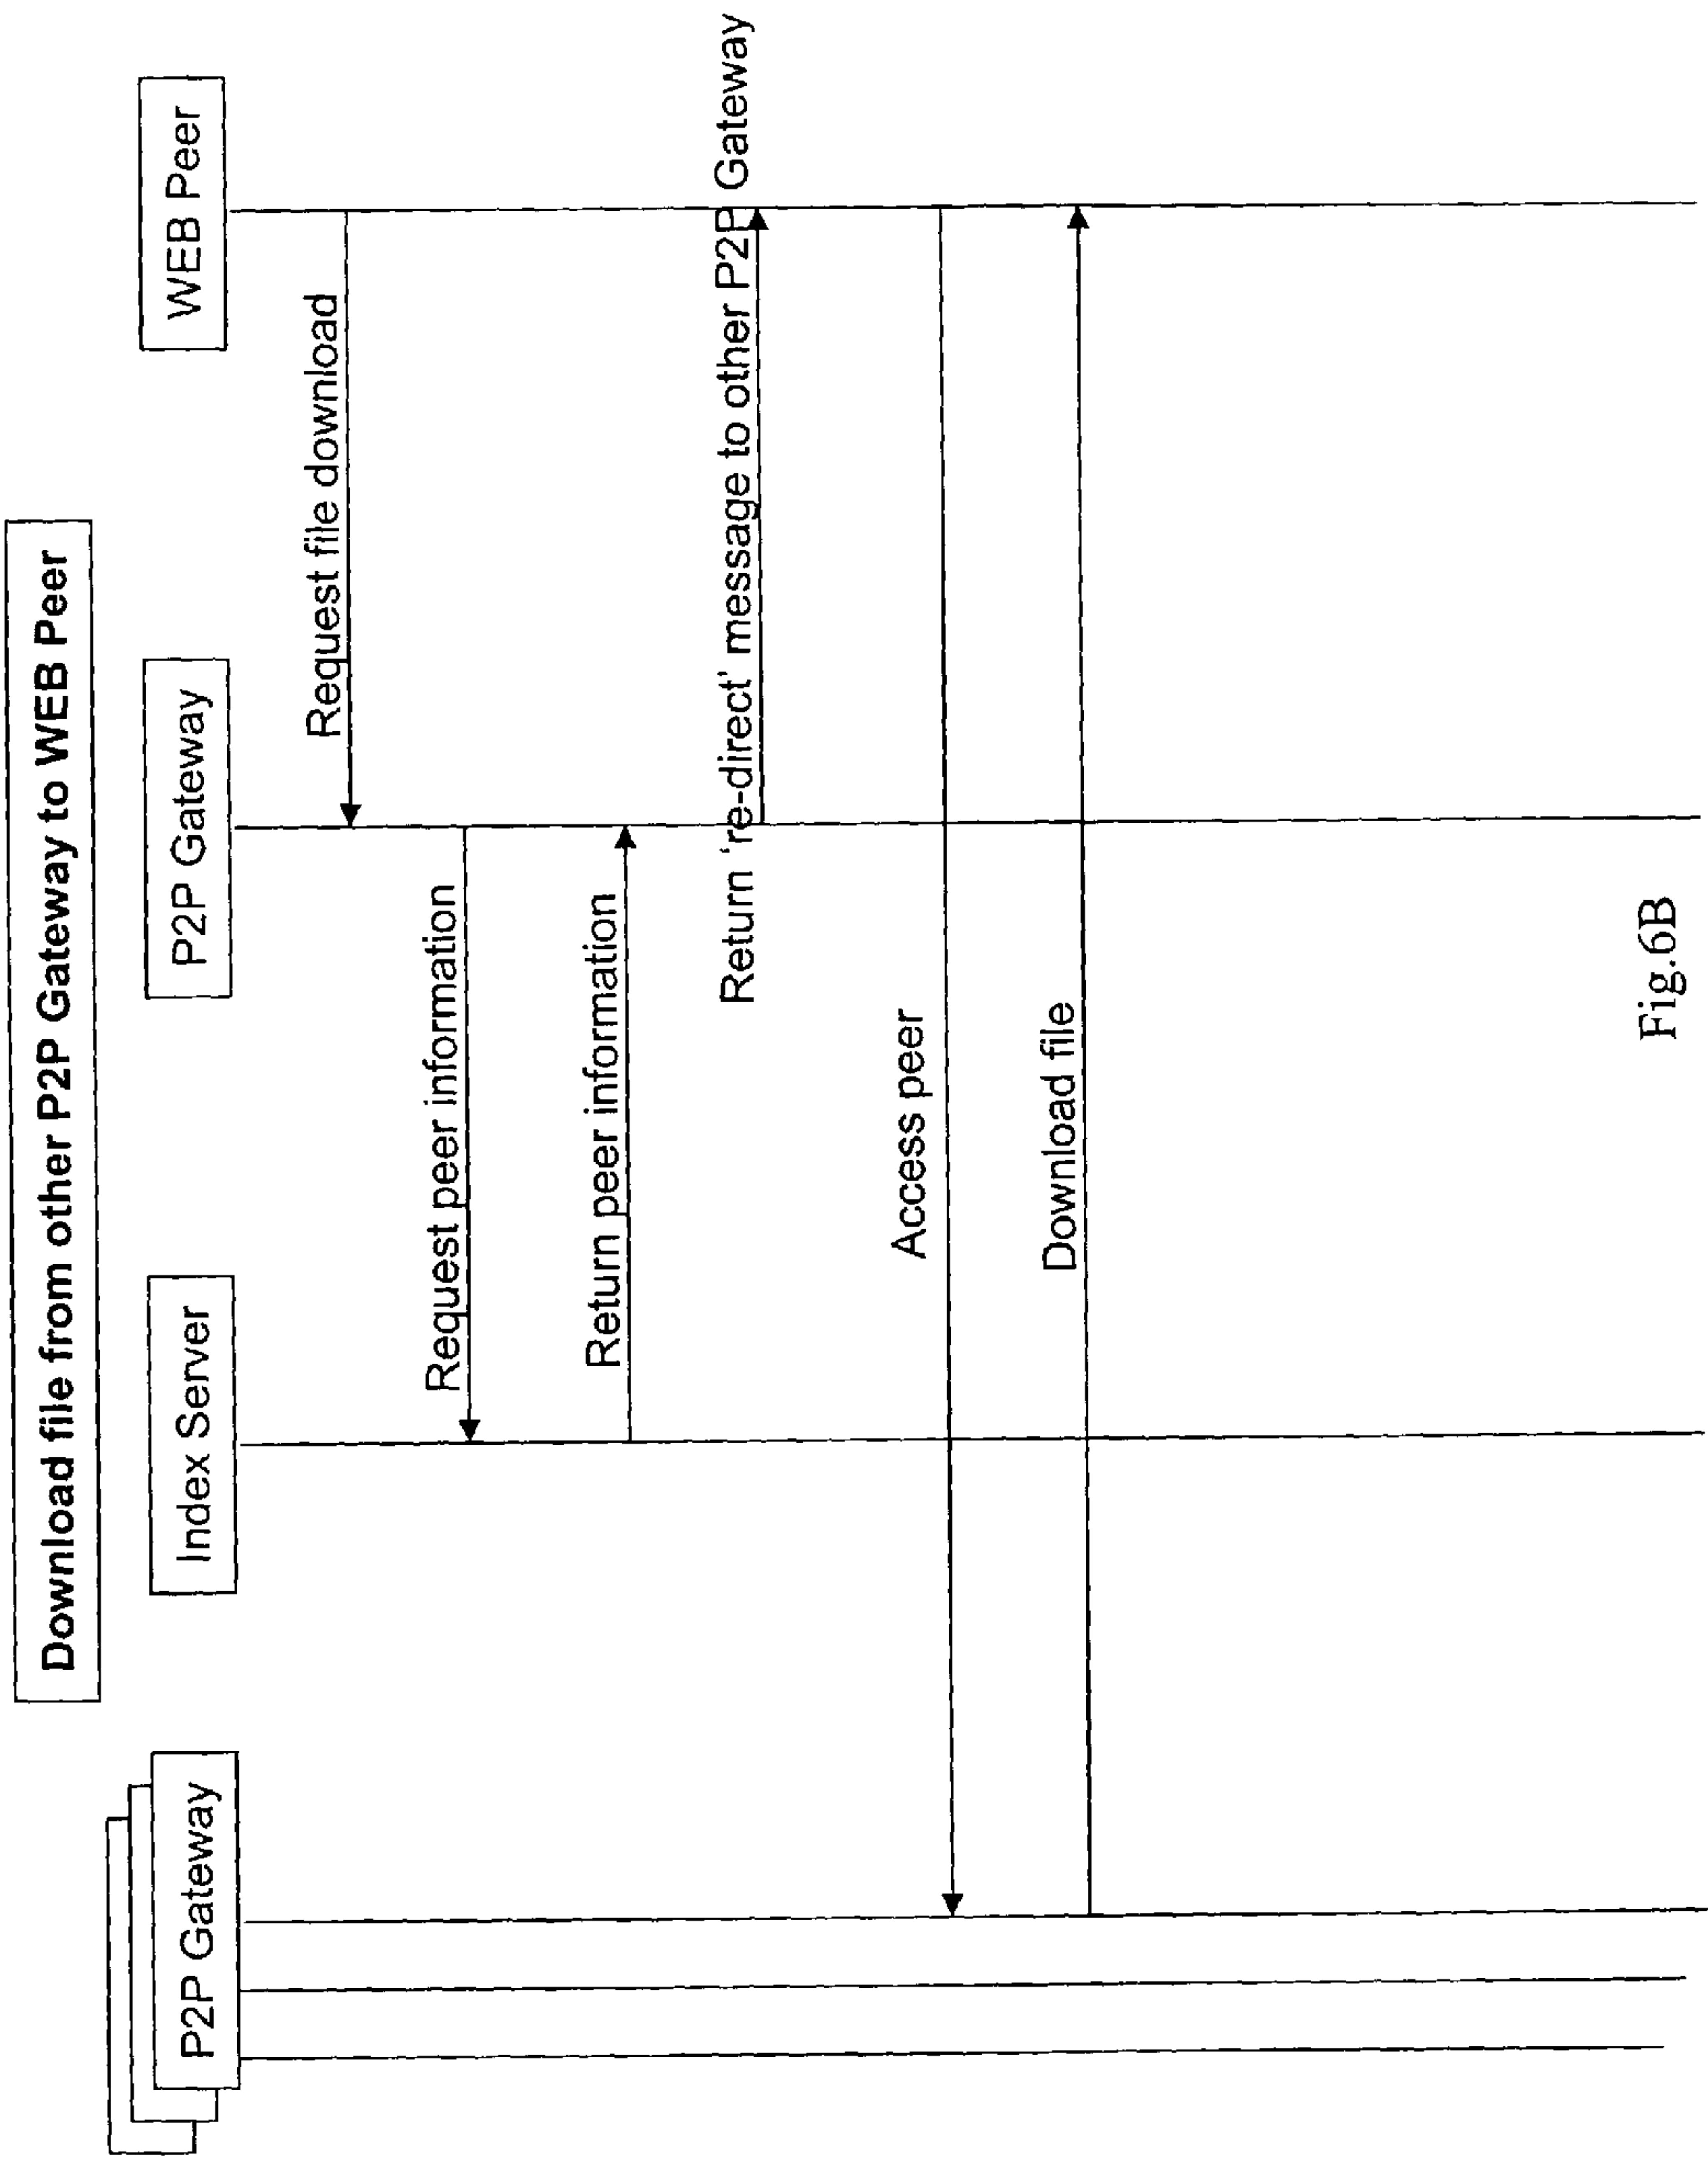 Download file from other P2P Gateway to WEB Peer
P2P Gateway
Index Server
P2P Gateway
WEB Peer
Request file download
Request peer information
Return peer information
Return 're-direct' message to other P2P Gateway
Access peer
Download file
Fig.6B